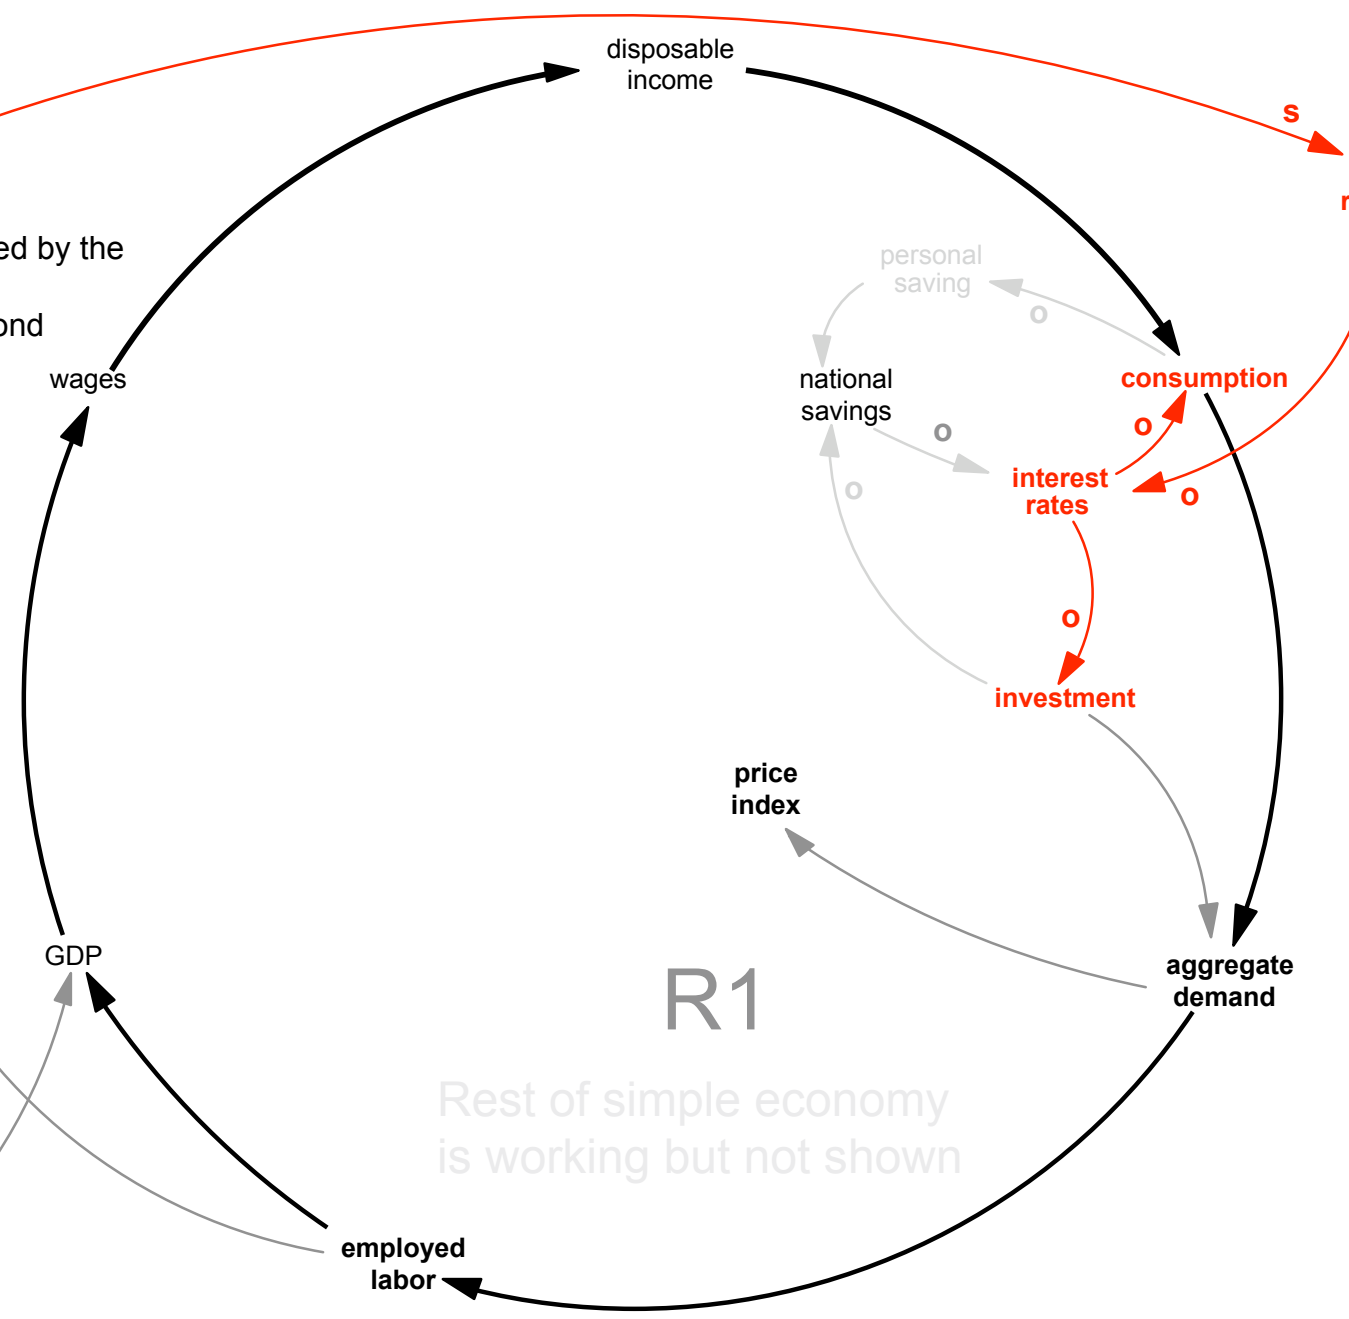 disposable
income
s
r
ed by the
ond
personal
saving
o
wages
national
savings
consumption
o
o
interest
rates
o
o
o
investment
price
index
GDP
aggregate
demand
R1
Rest of simple economy
is working but not shown
employed
labor